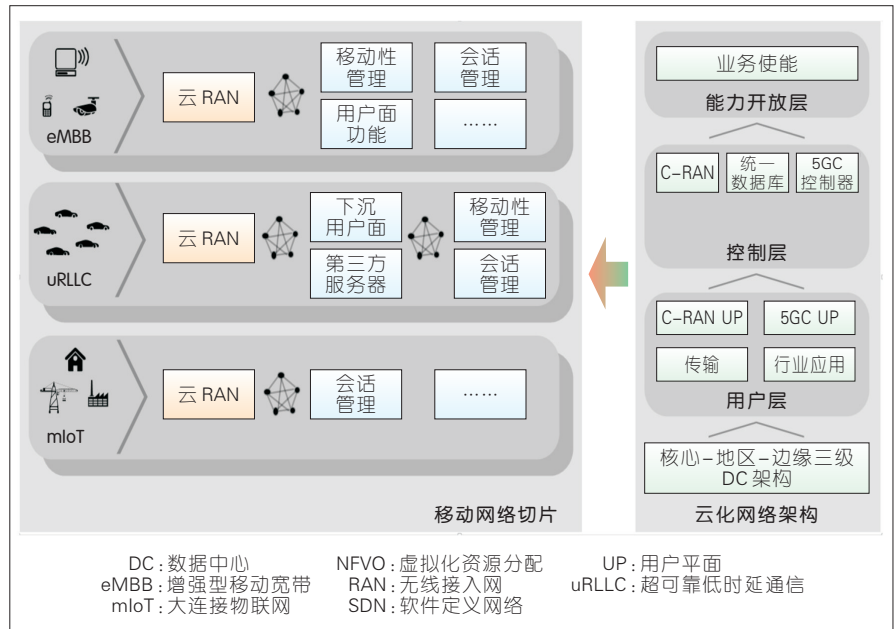 移动性
管理
会话
管理
云 RAN
用户面
功能
……
eMBB
下沉
用户面
移动性
管理
云 RAN
第三方
服务器
会话
管理
uRLLC
云 RAN
会话
管理
……
mIoT
移动网络切片
业务使能
能力开放层
C-RAN
统一
数据库
5GC
控制器
控制层
C-RAN UP
5GC UP
传输
行业应用
用户层
核心-地区-边缘三级
DC 架构
云化网络架构
DC:数据中心
NFVO:虚拟化资源分配
UP:用户平面
eMBB:增强型移动宽带
RAN:无线接入网
uRLLC:超可靠低时延通信
mIoT:大连接物联网
SDN:软件定义网络